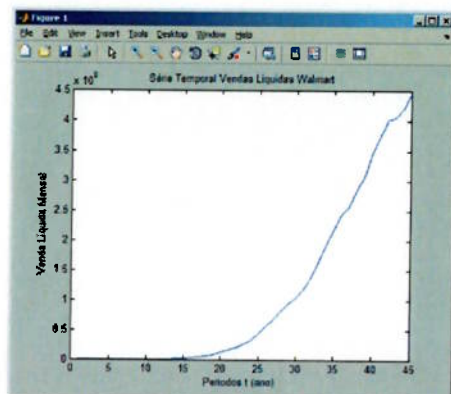 Figure 1
File Edit View Insert Tools Desktop Window Help
Série Temporal Vendas Líquidas Walmart
4.5 x 10
4
3.5
3
2.5
2
1.5
1
0.5
0
0 5 10 15 20 25 30 35 40 45
Venda Líquida
Periodos t (ano)